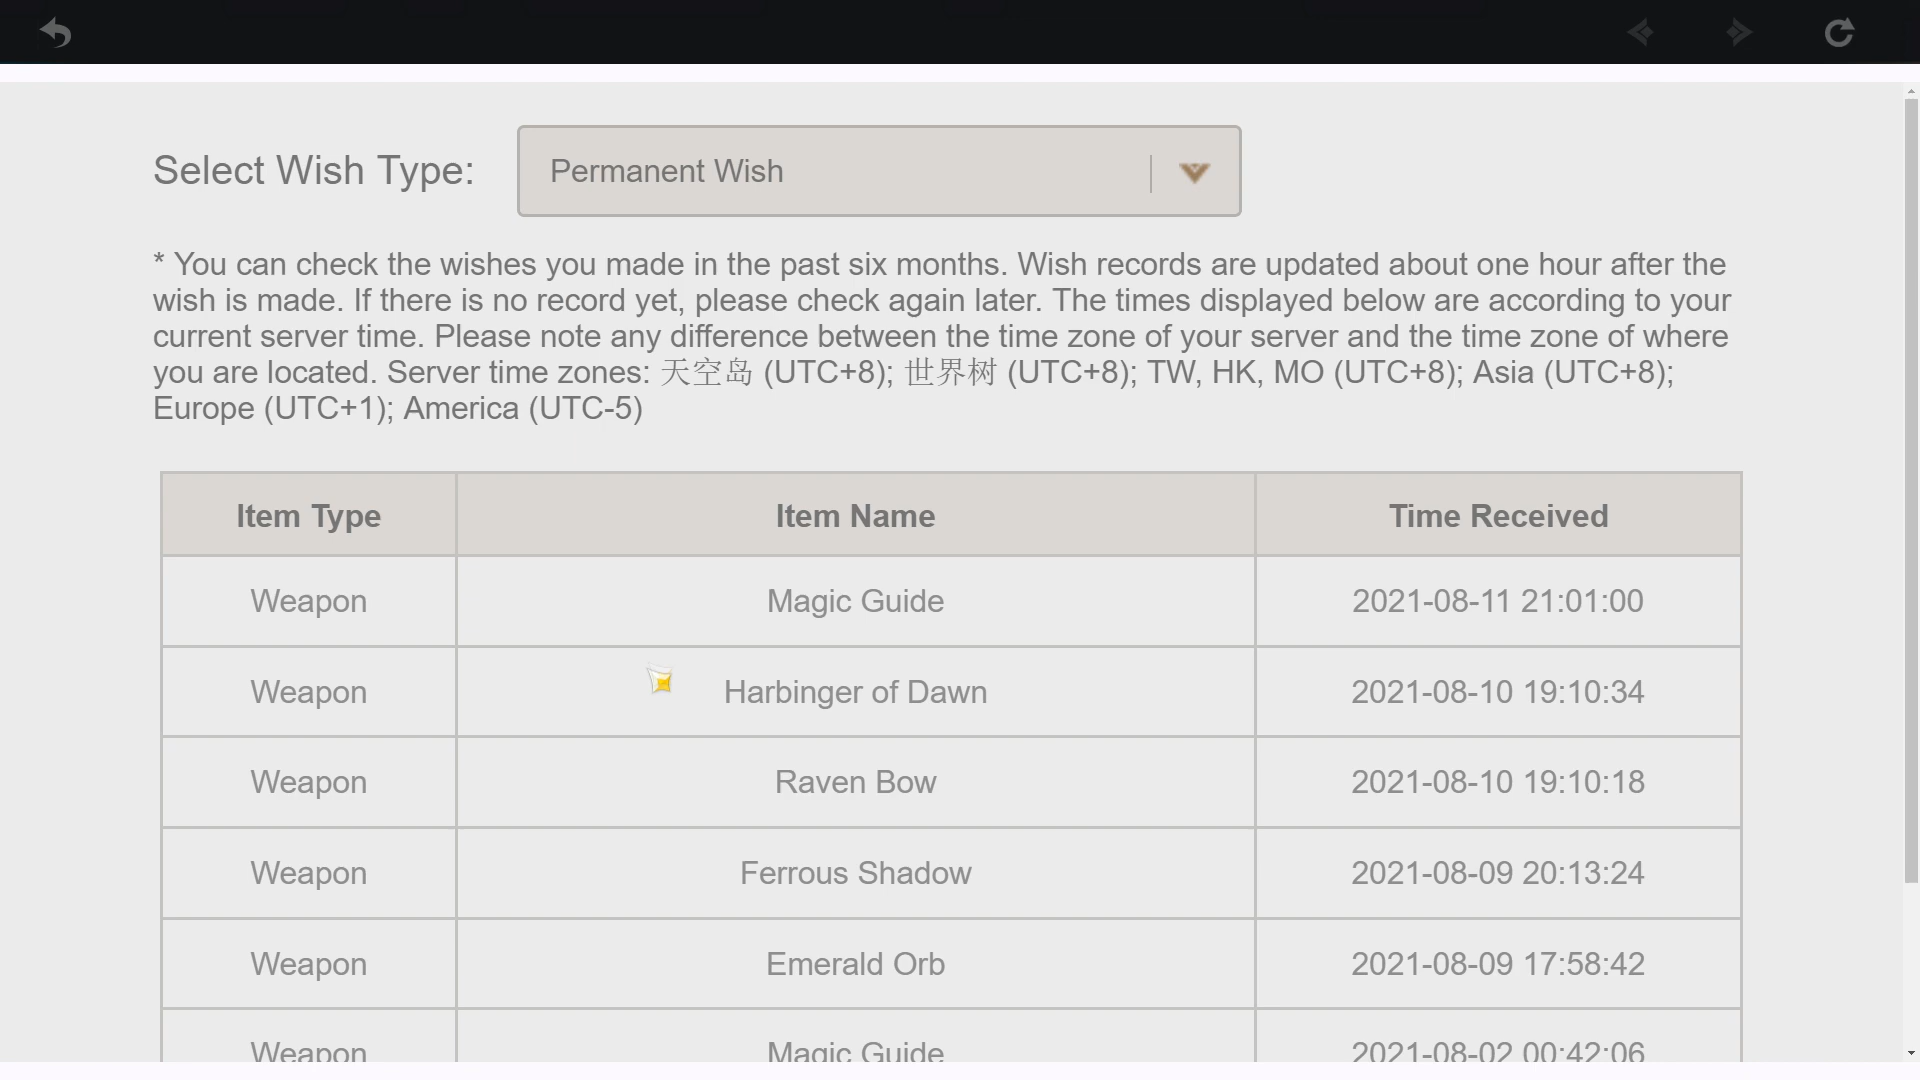 Select Wish Type: Permanent Wish
* You can check the wishes you made in the past six months. Wish records are updated about one hour after the
wish is made. If there is no record yet, please check again later. The times displayed below are according to your
current server time. Please note any difference between the time zone of your server and the time zone of where
you are located. Server time zones: 天空岛 (UTC+8); 世界树 (UTC+8); TW, HK, MO (UTC+8); Asia (UTC+8);
Europe (UTC+1); America (UTC-5)
Item Type Item Name Time Received
Weapon Magic Guide 2021-08-11 21:01:00
Weapon Harbinger of Dawn 2021-08-10 19:10:34
Weapon Raven Bow 2021-08-10 19:10:18
Weapon Ferrous Shadow 2021-08-09 20:13:24
Weapon Emerald Orb 2021-08-09 17:58:42
Weapon Magic Guide 2021-08-02 00:42:06